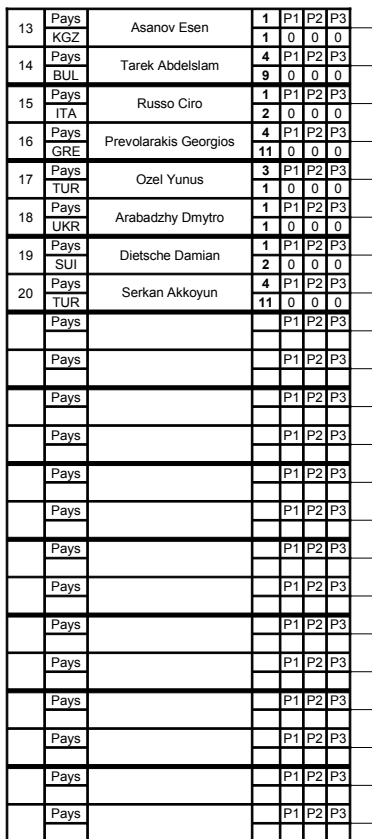 13 Pays Asanov Esen 1 P1 P2 P3
KGZ 1 0 0 0
14 Pays Tarek Abdelslam 4 P1 P2 P3
BUL 9 0 0 0
15 Pays Russo Ciro 1 P1 P2 P3
ITA 2 0 0 0
16 Pays Prevolarakis Georgios 4 P1 P2 P3
GRE 11 0 0 0
17 Pays Ozel Yunus 3 P1 P2 P3
TUR 1 0 0 0
18 Pays Arabadzhy Dmytro 1 P1 P2 P3
UKR 1 0 0 0
19 Pays Dietsche Damian 1 P1 P2 P3
SUI 2 0 0 0
20 Pays Serkan Akkoyun 4 P1 P2 P3
TUR 11 0 0 0
Pays P1 P2 P3
Pays P1 P2 P3
Pays P1 P2 P3
Pays P1 P2 P3
Pays P1 P2 P3
Pays P1 P2 P3
Pays P1 P2 P3
Pays P1 P2 P3
Pays P1 P2 P3
Pays P1 P2 P3
Pays P1 P2 P3
Pays P1 P2 P3
Pays P1 P2 P3
Pays P1 P2 P3